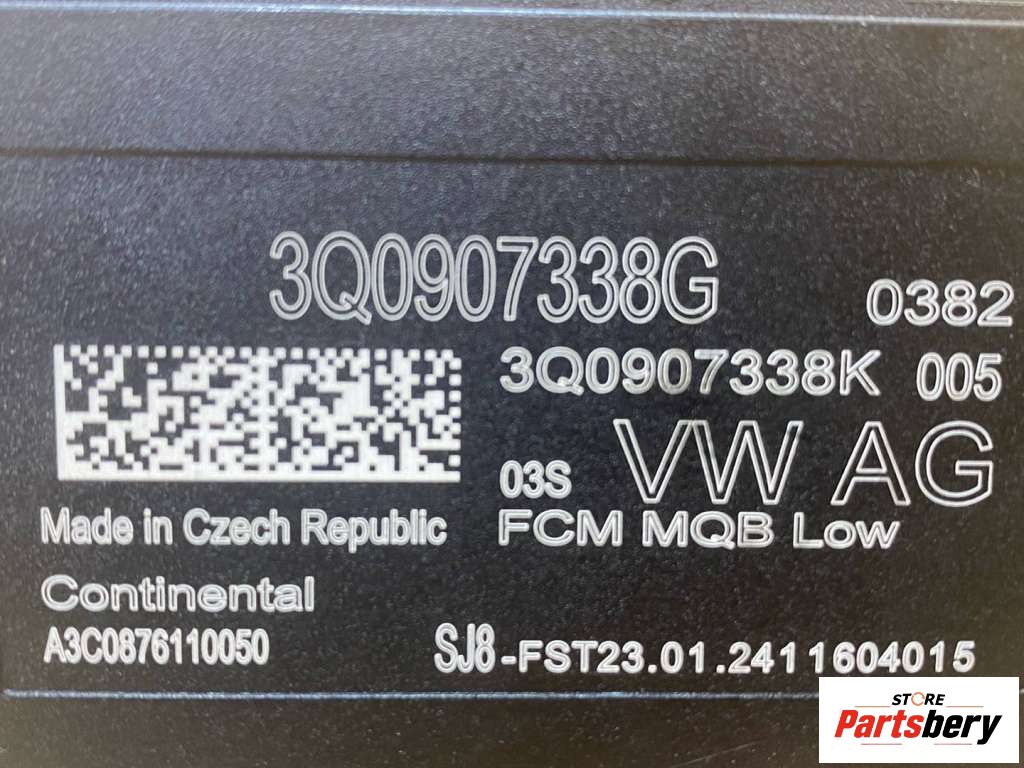 3Q0907338G
0382
3Q0907338K 005
03S VW AG
Made in Czech Republic
FCM MQB Low
Continental
A3C0876110050
SJ8-FST23.01.2411604015
STORE
Partsbery